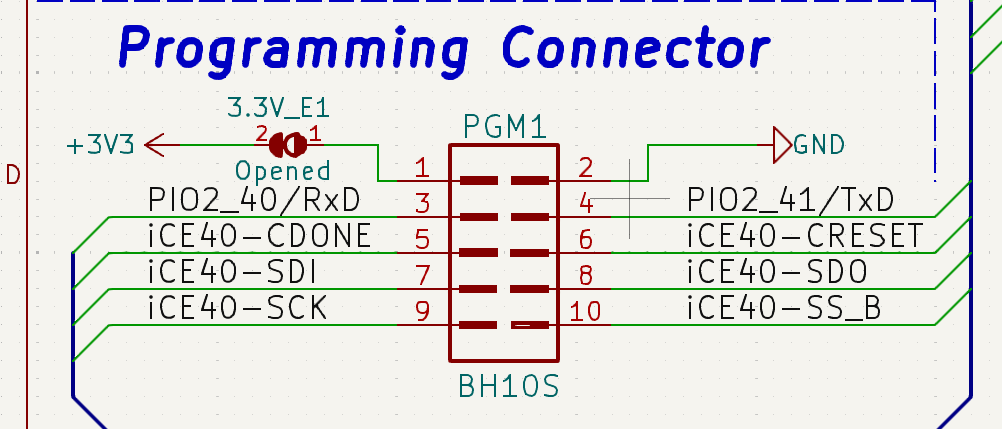 Programming Connector
3.3V_E1
PGM1
+3V3 2 1 GND
Opened
1 2
D
PIO2_40/RxD 3 4 PIO2_41/TxD
iCE40-CDONE 5 6 iCE40-CRESET
iCE40-SDI 7 8 iCE40-SDO
iCE40-SCK 9 10 iCE40-SS_B
BH10S